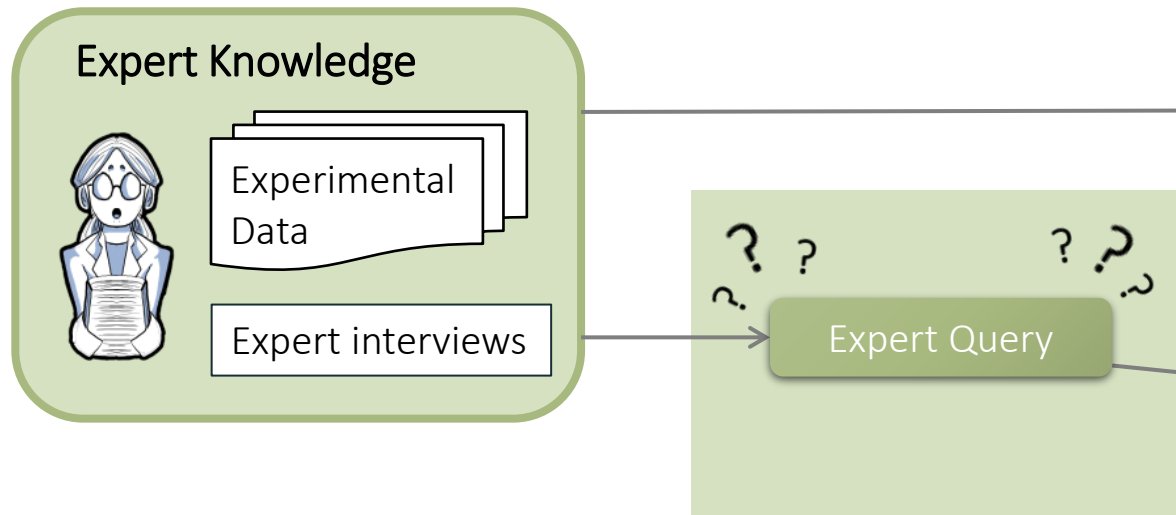 Expert Knowledge
Experimental
Data
Expert interviews
? ? ? ? ? ?
Expert Query